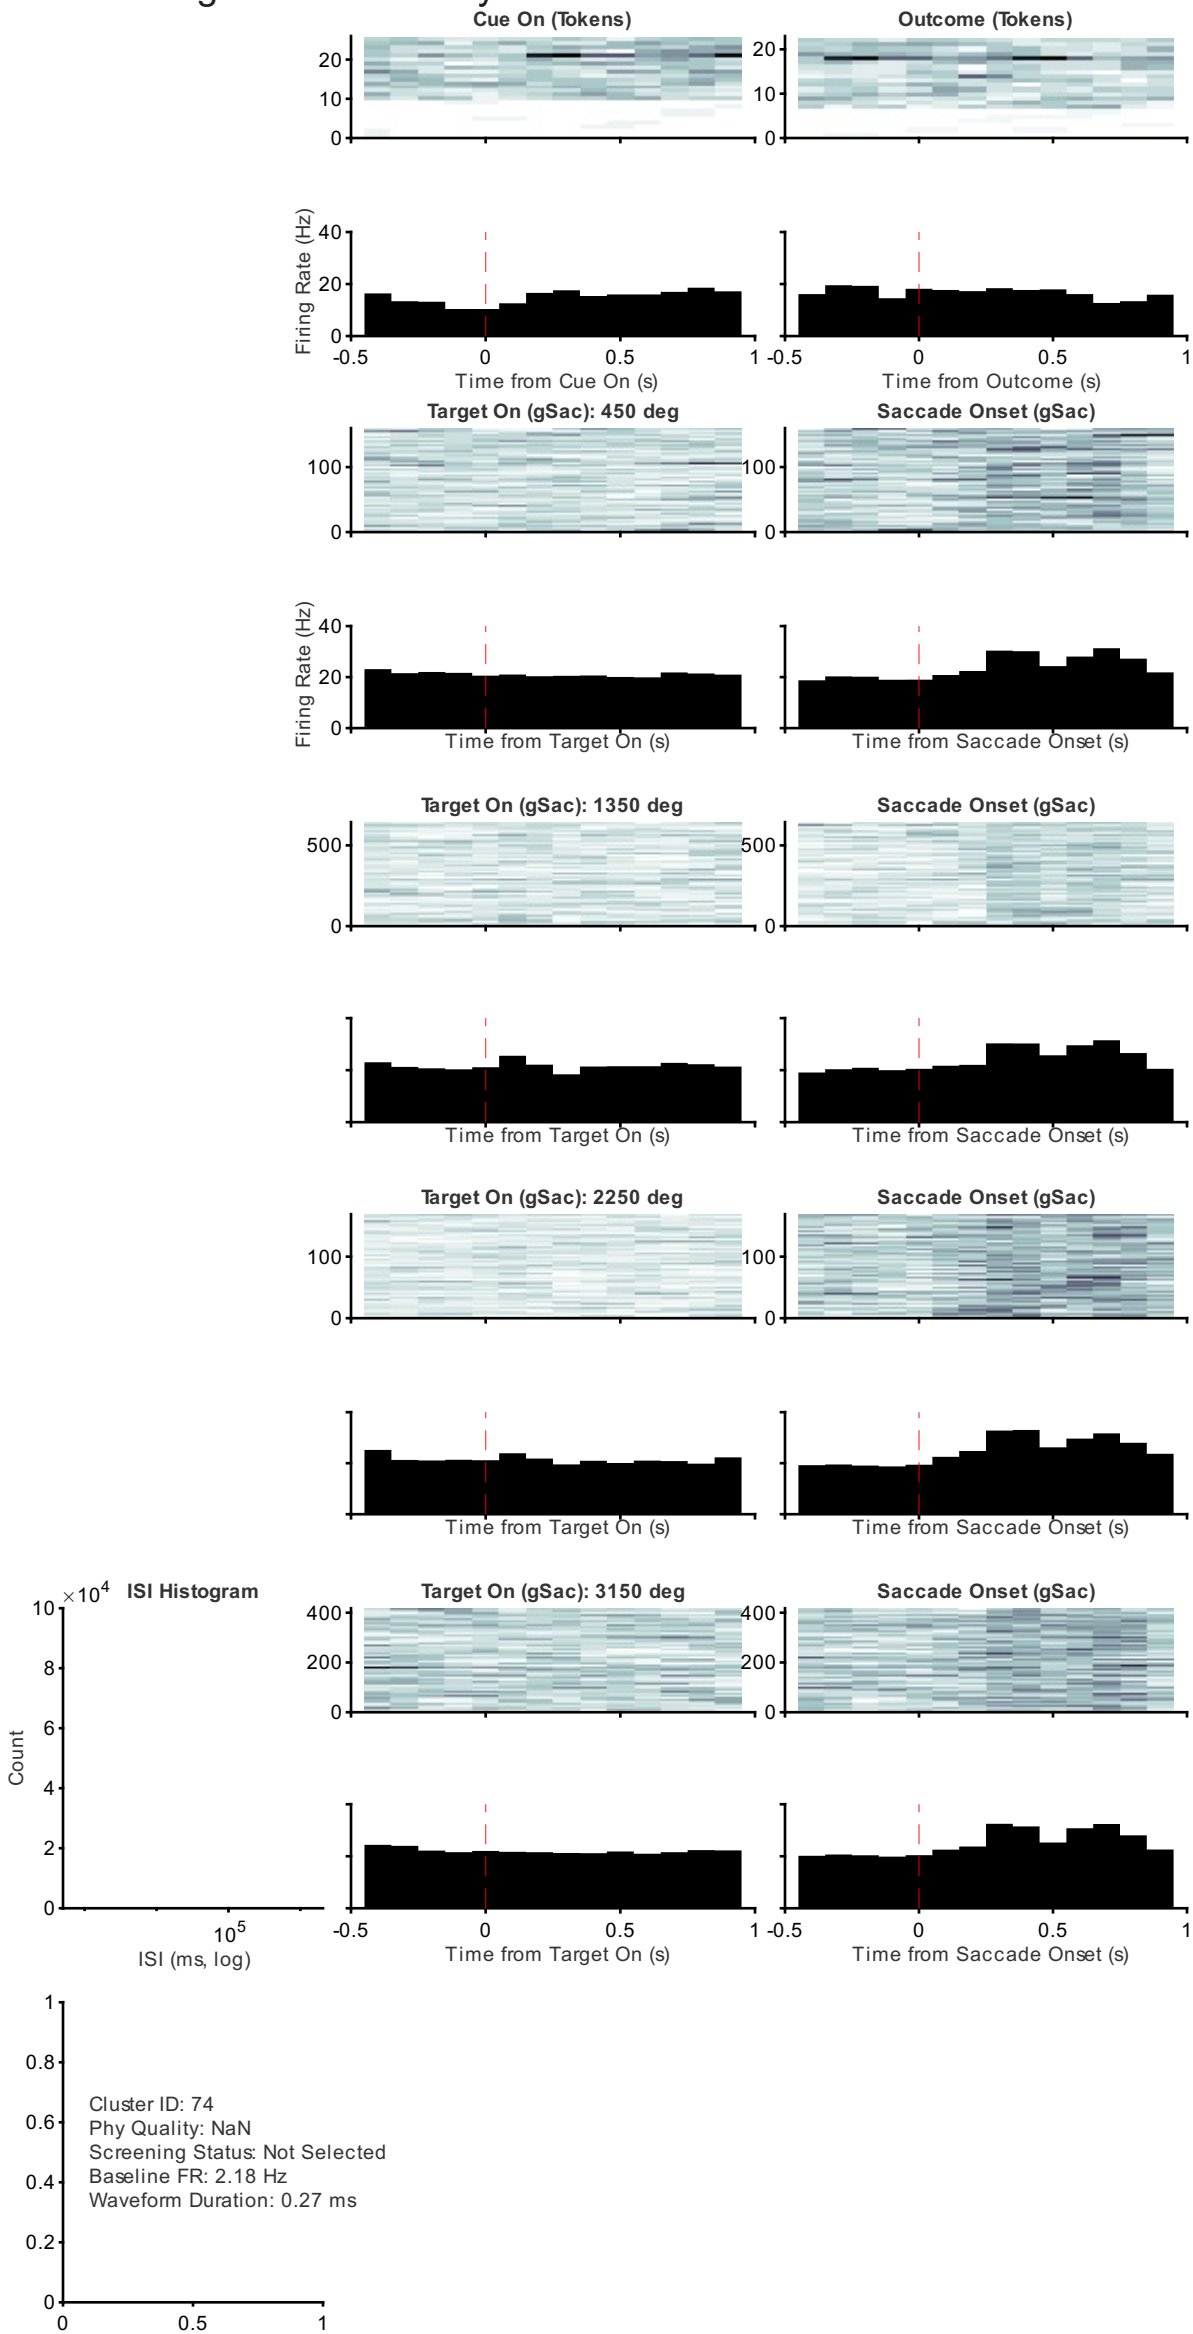 Cue On (Tokens)
Outcome (Tokens)
20
10
0
20
10
0
Firing Rate (Hz)
40
20
0
-0.5
0
0.5
1
-0.5
0
0.5
1
Time from Cue On (s)
Time from Outcome (s)
Target On (gSac): 450 deg
Saccade Onset (gSac)
100
0
100
0
Firing Rate (Hz)
40
20
0
Time from Target On (s)
Time from Saccade Onset (s)
Target On (gSac): 1350 deg
Saccade Onset (gSac)
500
0
500
0
Time from Target On (s)
Time from Saccade Onset (s)
Target On (gSac): 2250 deg
Saccade Onset (gSac)
100
0
100
0
Time from Target On (s)
Time from Saccade Onset (s)
×10⁴
ISI Histogram
10
8
6
4
2
0
Count
10⁵
ISI (ms, log)
Target On (gSac): 3150 deg
Saccade Onset (gSac)
400
200
0
400
200
0
-0.5
0
0.5
1
-0.5
0
0.5
1
Time from Target On (s)
Time from Saccade Onset (s)
1
0.8
0.6
0.4
0.2
0
Cluster ID: 74
Phy Quality: NaN
Screening Status: Not Selected
Baseline FR: 2.18 Hz
Waveform Duration: 0.27 ms
0
0.5
1